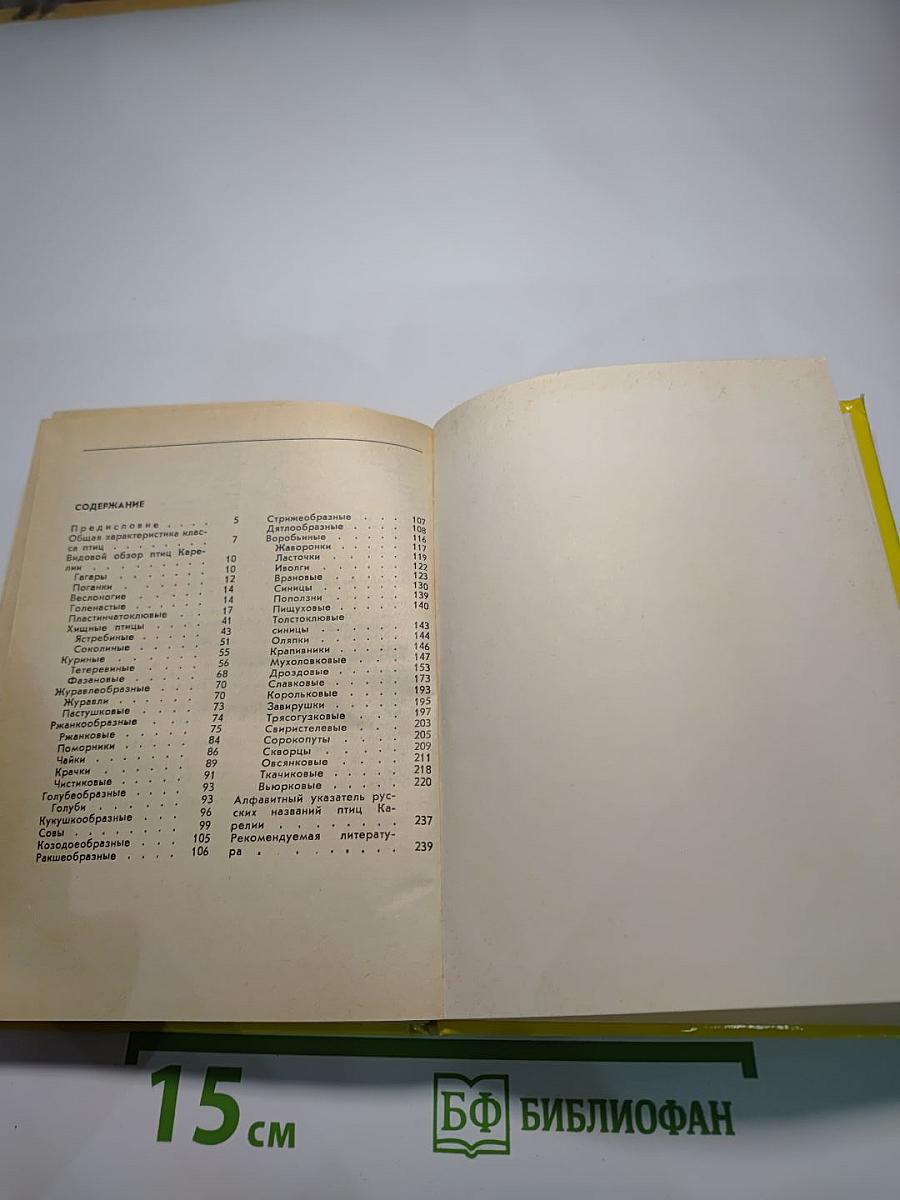 СОДЕРЖАНИЕ
Предисловие . . . . 5
Общая характеристика клас-
са птиц . . . . . . . 7
Видовой обзор птиц Каре-
лии . . . . . . . . 10
Гагары . . . . . . 10
Поганки . . . . . . 12
Веслоногие . . . . . 14
Голенастые . . . . . 14
Пластинчатоклювые . . 17
Хищные птицы . . . . 41
Ястребиные . . . . 43
Соколиные . . . . 51
Куриные . . . . . . 55
Тетеревиные . . . . 56
Фазановые . . . . 68
Журавлеобразные . . . 70
Журавли . . . . . . 70
Пастушковые . . . . 73
Ржанкообразные . . . 74
Ржанковые . . . . 75
Поморники . . . . 84
Чайки . . . . . . 86
Крачки . . . . . . 89
Чистиковые . . . . 91
Голубеобразные . . . . 93
Голуби . . . . . . 93
Кукушкообразные . . . 96
Совы . . . . . . . 99
Козодоеобразные . . . 105
Ракшеобразные . . . . 106
Стрижеобразные . . . 107
Дятлообразные . . . . 108
Воробьиные . . . . . 116
Жаворонки . . . . 117
Ласточки . . . . . 119
Иволги . . . . . . 122
Врановые . . . . . 123
Синицы . . . . . . 130
Поползни . . . . . 139
Пищуховые . . . . 140
Толстоклювые
синицы . . . . . . 143
Оляпки . . . . . . 144
Крапивники . . . . 146
Мухоловковые . . . 147
Дроздовые . . . . 153
Славковые . . . . 173
Корольковые . . . . 193
Завирушки . . . . 195
Трясогузковые . . . 197
Свиристелевые . . . 203
Сорокопуты . . . . 205
Скворцы . . . . . 209
Овсянковые . . . . 211
Ткачиковые . . . . 218
Вьюрковые . . . . 220
Алфавитный указатель рус-
ских названий птиц Ка-
релии . . . . . . . . 237
Рекомендуемая литерату-
ра . . . . . . . . 239
15 см
БФ БИБЛИОФАН